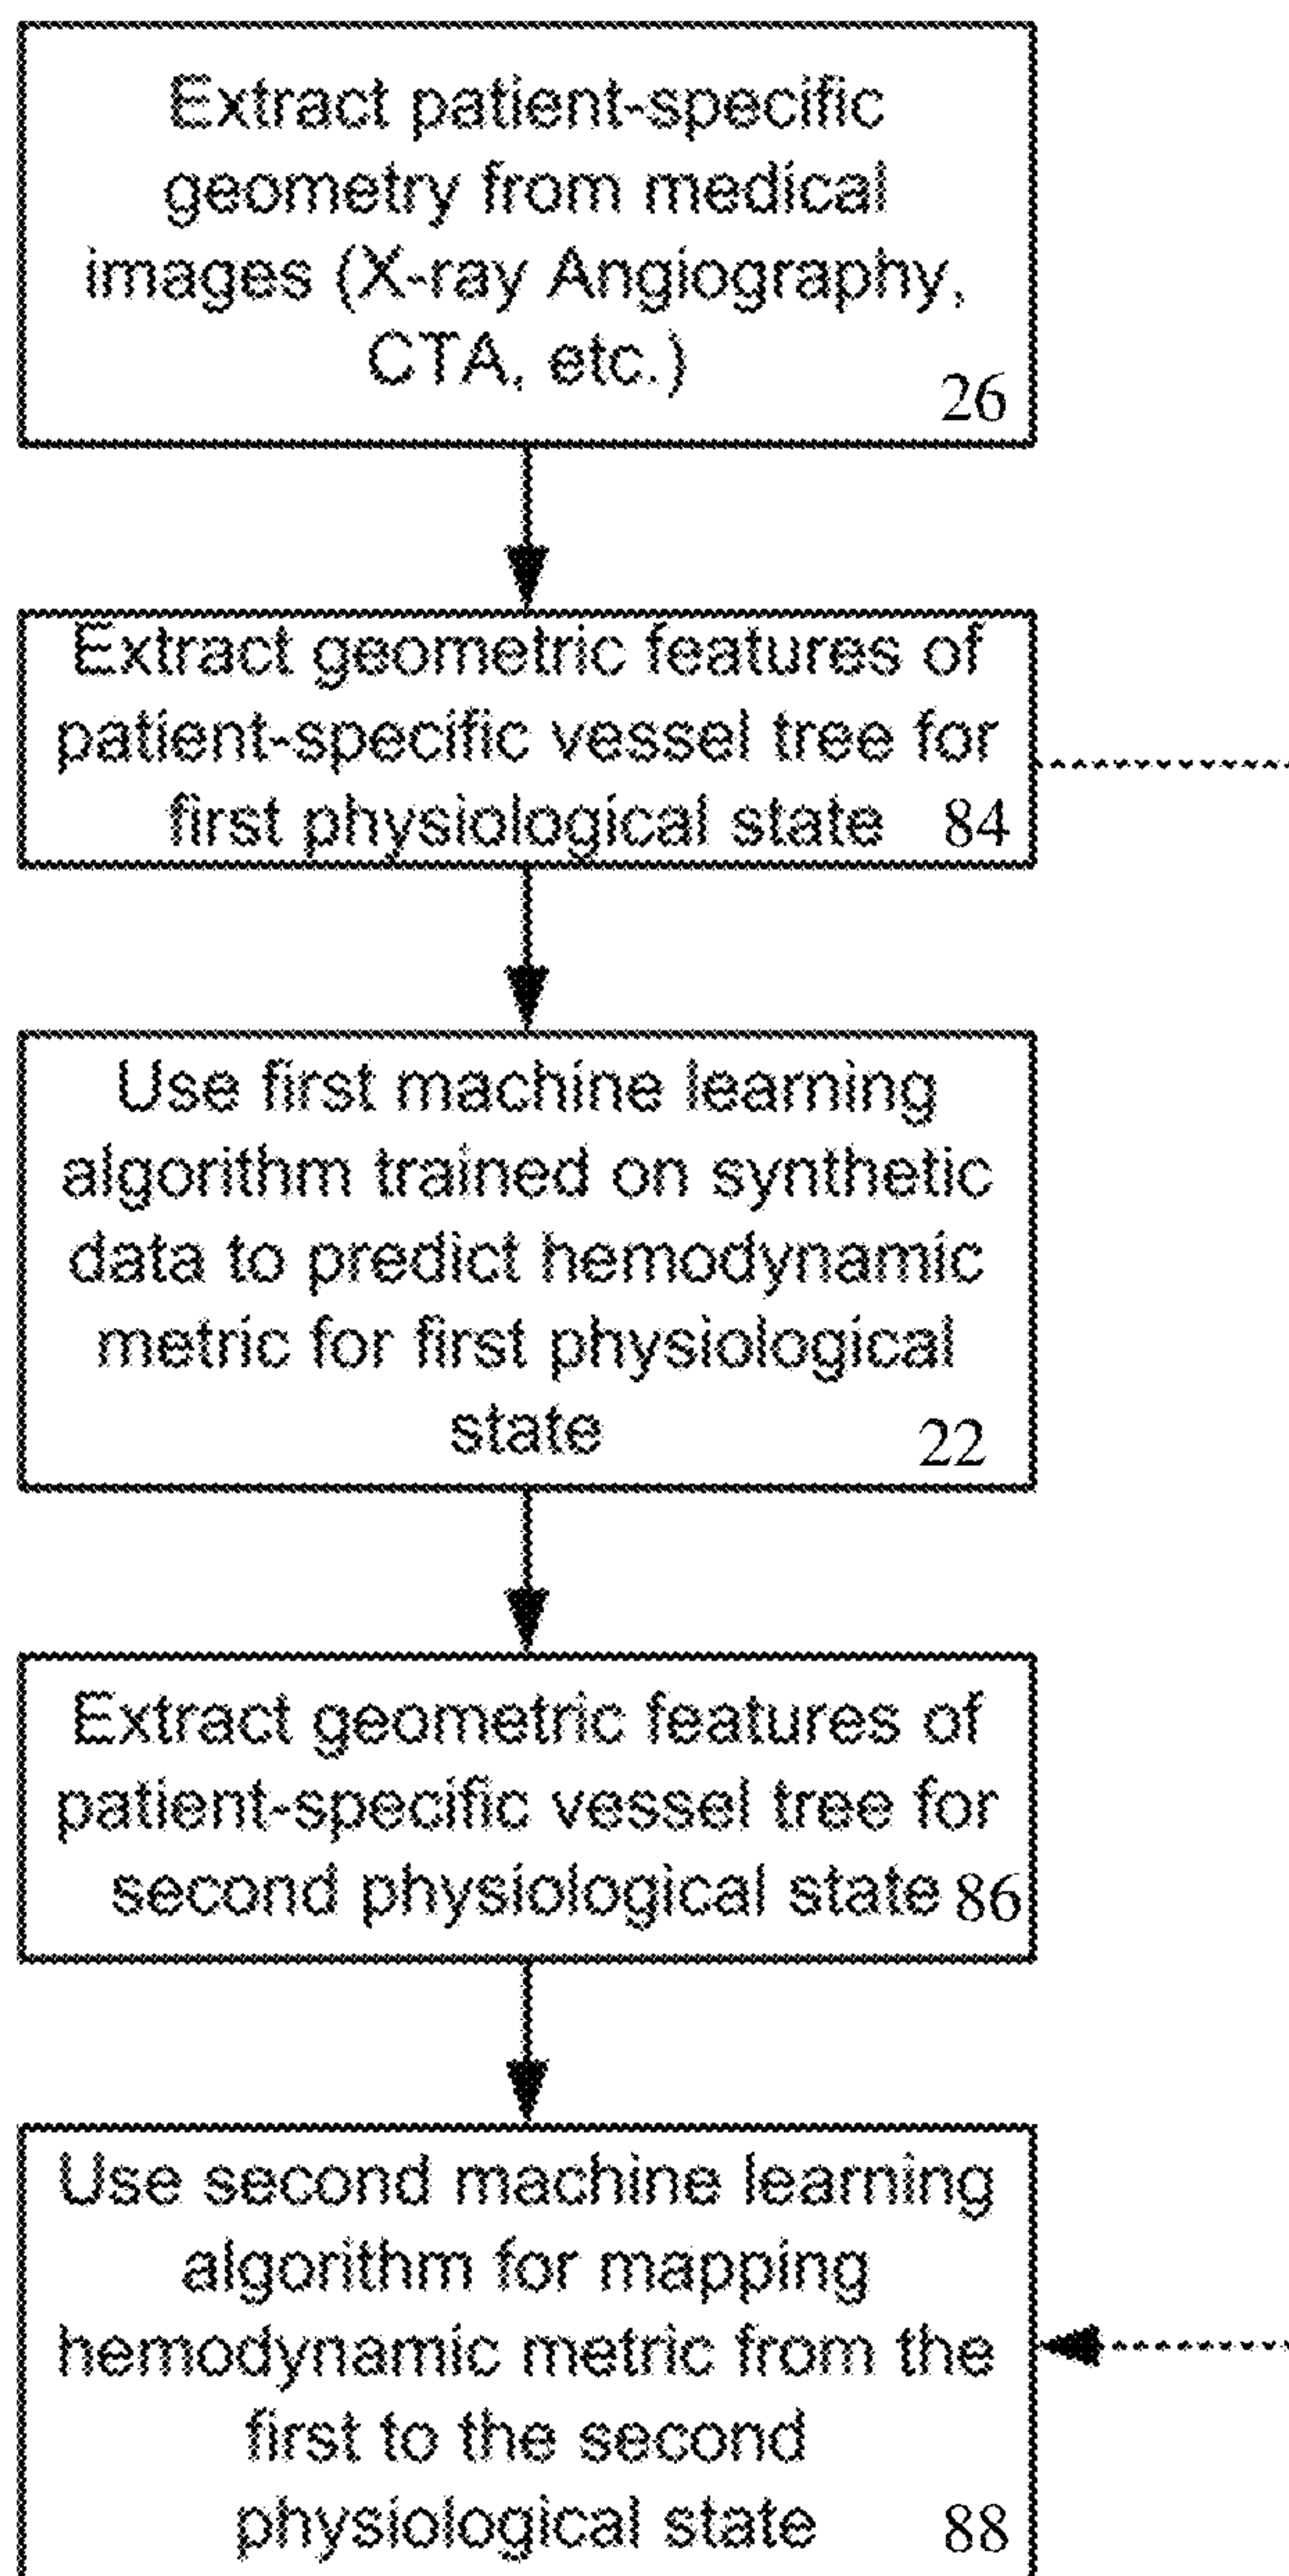 Extract patient-specific
geometry from medical
images (X-ray Angiography,
CTA, etc.)
26
Extract geometric features of
patient-specific vessel tree for
first physiological state 84
Use first machine learning
algorithm trained on synthetic
data to predict hemodynamic
metric for first physiological
state
22
Extract geometric features of
patient-specific vessel tree for
second physiological state 86
Use second machine learning
algorithm for mapping
hemodynamic metric from the
first to the second
physiological state 88